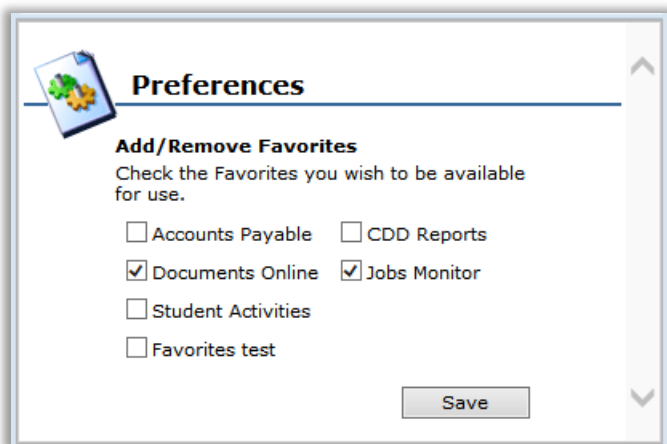 Preferences
Add/Remove Favorites
Check the Favorites you wish to be available
for use.
Accounts Payable CDD Reports
Documents Online Jobs Monitor
Student Activities
Favorites test
Save